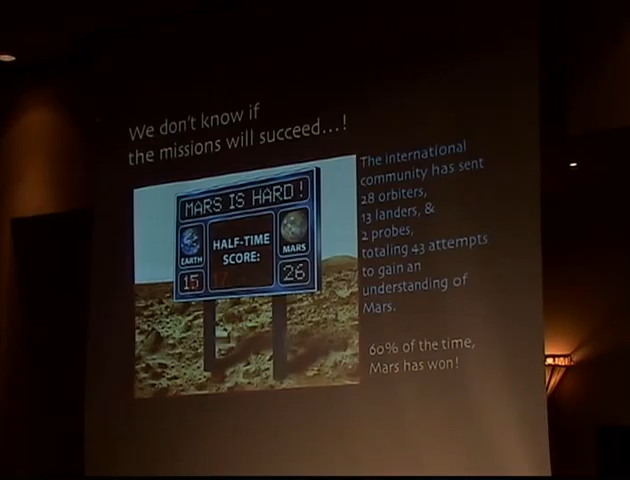 We don't know if
the missions will succeed...!
MARS IS HARD!
EARTH
HALF-TIME
SCORE:
MARS
15
17
26
The international
community has sent
28 orbiters,
13 landers, &
2 probes,
totaling 43 attempts
to gain an
understanding of
Mars.
60% of the time,
Mars has won!